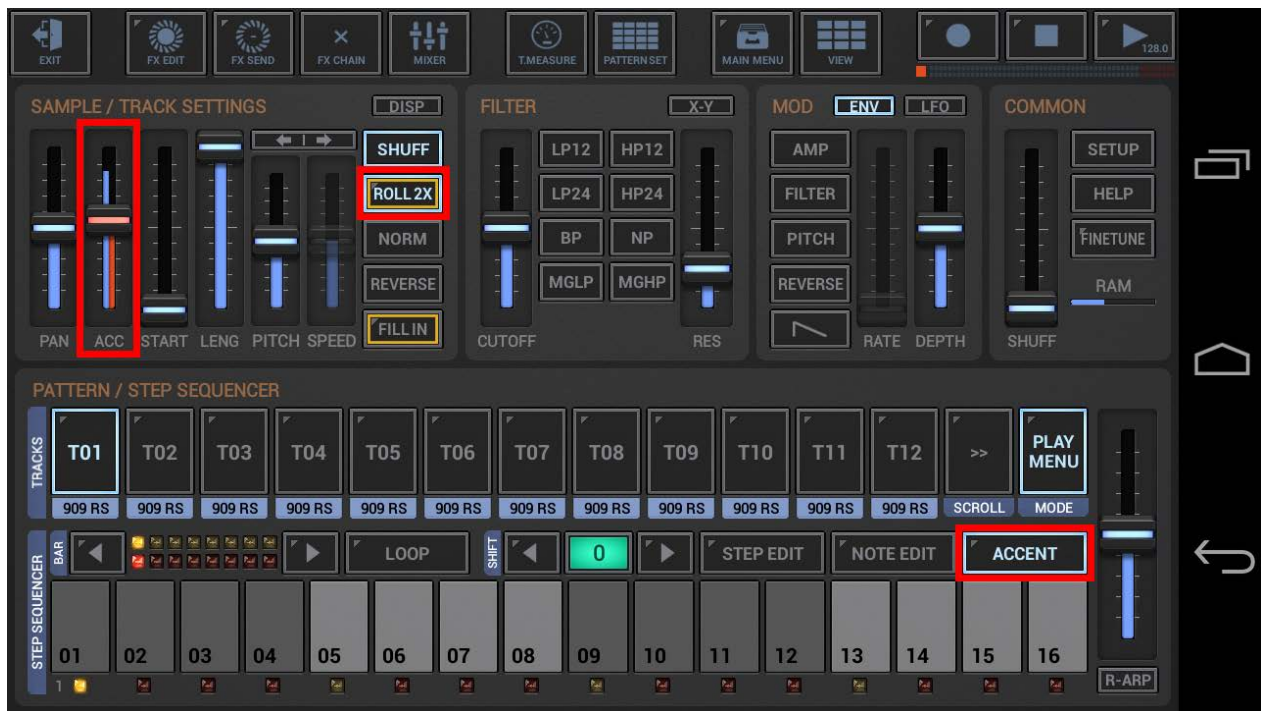 EXIT
FX EDIT
FX SEND
FX CHAIN
MIXER
T.MEASURE
PATTERN SET
MAIN MENU
VIEW
128.0
SAMPLE / TRACK SETTINGS
DISP
SHUFF
ROLL 2X
NORM
REVERSE
FILL IN
PAN
ACC
START
LENG
PITCH
SPEED
FILTER
X-Y
LP12
HP12
LP24
HP24
BP
NP
MGLP
MGHP
CUTOFF
RES
MOD
ENV
LFO
AMP
FILTER
PITCH
REVERSE
RATE
DEPTH
COMMON
SETUP
HELP
FINETUNE
RAM
SHUFF
PATTERN / STEP SEQUENCER
TRACKS
T01
T02
T03
T04
T05
T06
T07
T08
T09
T10
T11
T12
>>
PLAY
MENU
909 RS
909 RS
909 RS
909 RS
909 RS
909 RS
909 RS
909 RS
909 RS
909 RS
909 RS
909 RS
SCROLL
MODE
STEP SEQUENCER
BAR
LOOP
SHIFT
0
STEP EDIT
NOTE EDIT
ACCENT
01
02
03
04
05
06
07
08
09
10
11
12
13
14
15
16
1
R-ARP